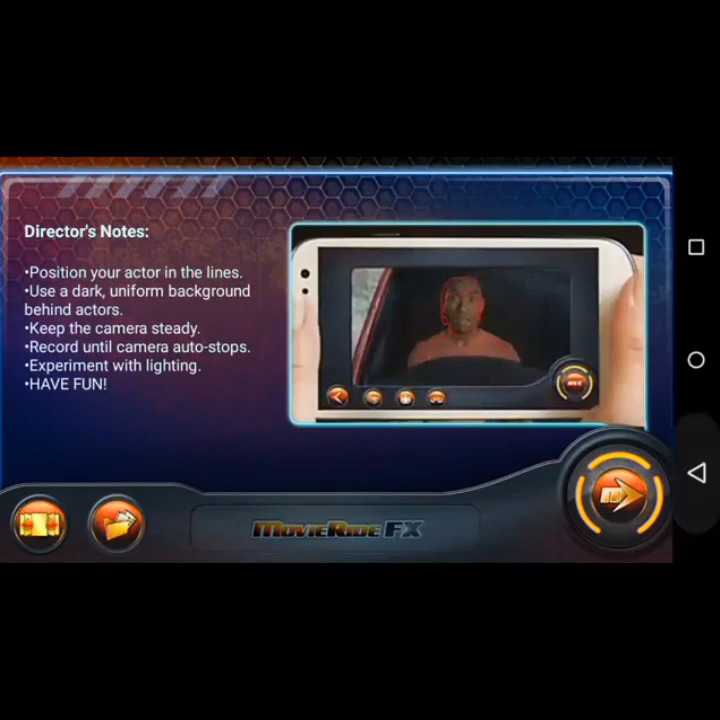 Director's Notes:
•Position your actor in the lines.
•Use a dark, uniform background
behind actors.
•Keep the camera steady.
•Record until camera auto-stops.
•Experiment with lighting.
•HAVE FUN!
MOVIERIDE FX